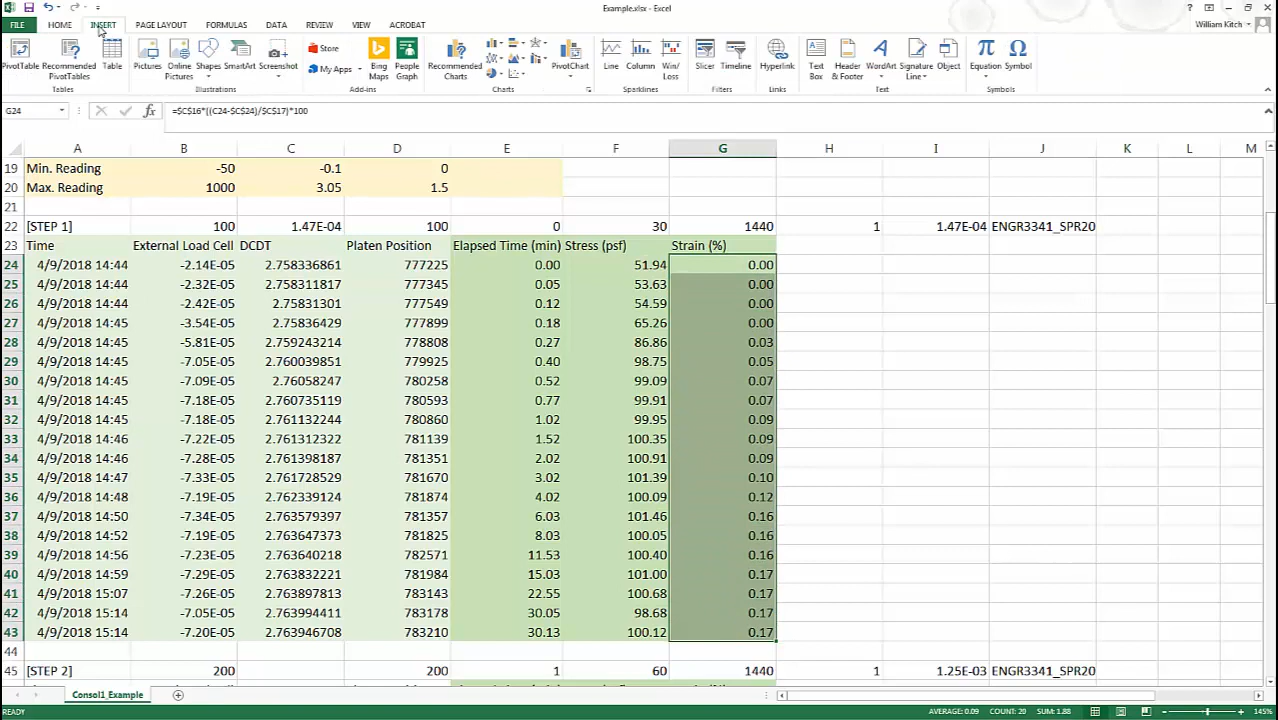 Example.xlsx - Excel
FILE HOME INSERT PAGE LAYOUT FORMULAS DATA REVIEW VIEW ACROBAT William Kitch
PivotTable Recommended PivotTables Table Pictures Online Pictures Shapes SmartArt Screenshot Store My Apps Bing Maps People Graph Recommended Charts PivotChart Line Column Win/Loss Slicer Timeline Hyperlink Text Box Header & Footer WordArt Signature Line Object Equation Symbol
Tables Illustrations Add-ins Charts Sparklines Filters Links Text Symbols
G24 fx =$C$16*((C24-$C$24)/$C$17)*100
A B C D E F G H I J K L M
19 Min. Reading -50 -0.1 0
20 Max. Reading 1000 3.05 1.5
21
22 [STEP 1] 100 1.47E-04 100 0 30 1440 1 1.47E-04 ENGR3341_SPR20
23 Time External Load Cell DCDT Platen Position Elapsed Time (min) Stress (psf) Strain (%)
24 4/9/2018 14:44 -2.14E-05 2.758336861 777225 0.00 51.94 0.00
25 4/9/2018 14:44 -2.32E-05 2.758311817 777345 0.05 53.63 0.00
26 4/9/2018 14:44 -2.42E-05 2.75831301 777549 0.12 54.59 0.00
27 4/9/2018 14:45 -3.54E-05 2.75836429 777899 0.18 65.26 0.00
28 4/9/2018 14:45 -5.81E-05 2.759243214 778808 0.27 86.86 0.03
29 4/9/2018 14:45 -7.05E-05 2.760039851 779925 0.40 98.75 0.05
30 4/9/2018 14:45 -7.09E-05 2.76058247 780258 0.52 99.09 0.07
31 4/9/2018 14:45 -7.18E-05 2.760735119 780593 0.77 99.91 0.07
32 4/9/2018 14:45 -7.18E-05 2.761132244 780860 1.02 99.95 0.09
33 4/9/2018 14:46 -7.22E-05 2.761312322 781139 1.52 100.35 0.09
34 4/9/2018 14:46 -7.28E-05 2.761398187 781351 2.02 100.91 0.09
35 4/9/2018 14:47 -7.33E-05 2.761728529 781670 3.02 101.39 0.10
36 4/9/2018 14:48 -7.19E-05 2.762339124 781874 4.02 100.09 0.12
37 4/9/2018 14:50 -7.34E-05 2.763579397 781357 6.03 101.46 0.16
38 4/9/2018 14:52 -7.19E-05 2.763647373 781825 8.03 100.05 0.16
39 4/9/2018 14:56 -7.23E-05 2.763640218 782571 11.53 100.40 0.16
40 4/9/2018 14:59 -7.29E-05 2.763832221 781984 15.03 101.00 0.17
41 4/9/2018 15:07 -7.26E-05 2.763897813 783143 22.55 100.68 0.17
42 4/9/2018 15:14 -7.05E-05 2.763994411 783178 30.05 98.68 0.17
43 4/9/2018 15:14 -7.20E-05 2.763946708 783210 30.13 100.12 0.17
44
45 [STEP 2] 200 200 1 60 1440 1 1.25E-03 ENGR3341_SPR20
Consol1_Example
READY AVERAGE: 0.09 COUNT: 20 SUM: 1.88 145%